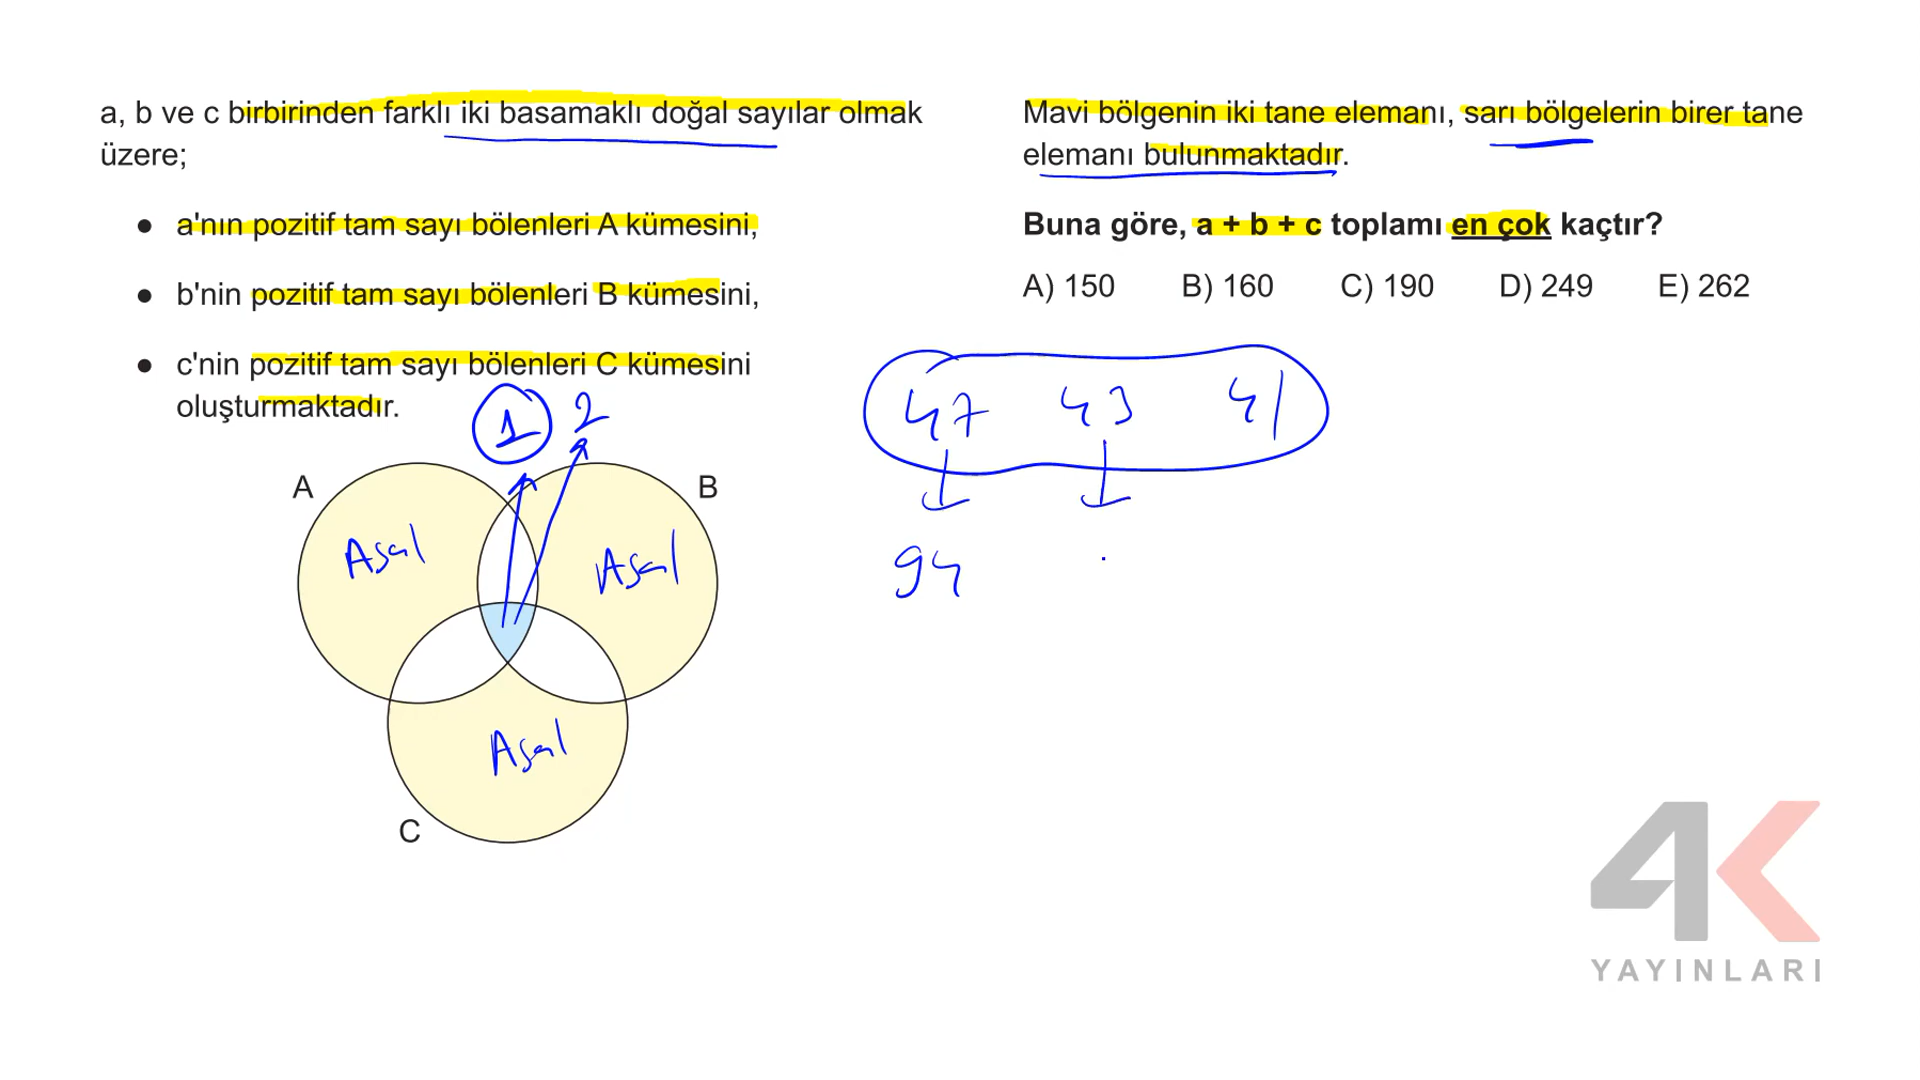 a, b ve c birbirinden farklı iki basamaklı doğal sayılar olmak
üzere;
● a'nın pozitif tam sayı bölenleri A kümesini,
● b'nin pozitif tam sayı bölenleri B kümesini,
● c'nin pozitif tam sayı bölenleri C kümesini
oluşturmaktadır.
1 2
A
B
Asal
Asal
Asal
C
Mavi bölgenin iki tane elemanı, sarı bölgelerin birer tane
elemanı bulunmaktadır.
Buna göre, a + b + c toplamı en çok kaçtır?
A) 150 B) 160 C) 190 D) 249 E) 262
47 43 41
94
4K
YAYINLARI